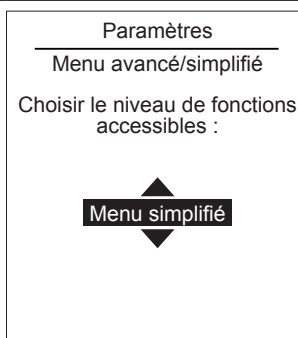 Paramètres
Menu avancé/simplifié
Choisir le niveau de fonctions
accessibles :
Menu simplifié